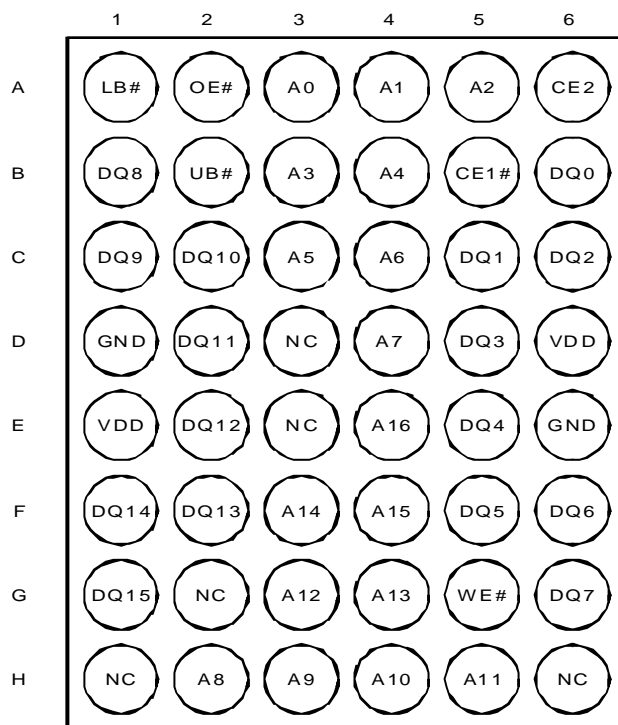 1 2 3 4 5 6
A LB# OE# A0 A1 A2 CE2
B DQ8 UB# A3 A4 CE1# DQ0
C DQ9 DQ10 A5 A6 DQ1 DQ2
D GND DQ11 NC A7 DQ3 VDD
E VDD DQ12 NC A16 DQ4 GND
F DQ14 DQ13 A14 A15 DQ5 DQ6
G DQ15 NC A12 A13 WE# DQ7
H NC A8 A9 A10 A11 NC